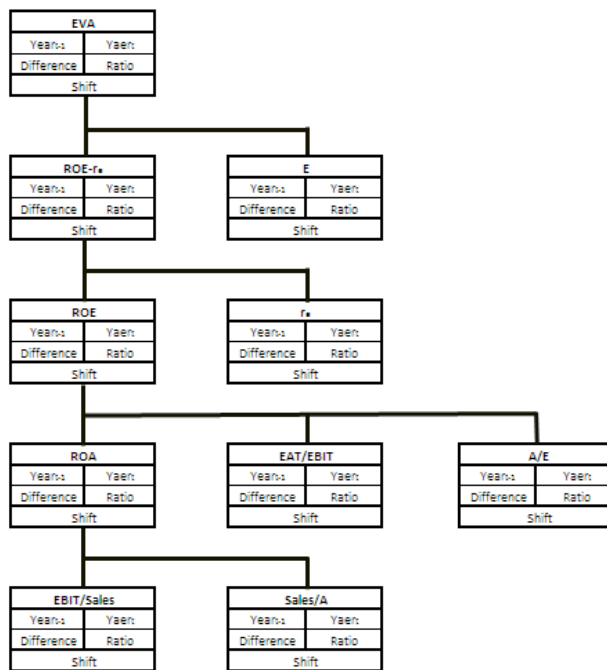 EVA
Yearₜ₋₁ Yaerₜ
Difference Ratio
Shift
ROE-rₑ E
Yearₜ₋₁ Yaerₜ Yearₜ₋₁ Yaerₜ
Difference Ratio Difference Ratio
Shift Shift
ROE rₑ
Yearₜ₋₁ Yaerₜ Yearₜ₋₁ Yaerₜ
Difference Ratio Difference Ratio
Shift Shift
ROA EAT/EBIT A/E
Yearₜ₋₁ Yaerₜ Yearₜ₋₁ Yaerₜ Yearₜ₋₁ Yaerₜ
Difference Ratio Difference Ratio Difference Ratio
Shift Shift Shift
EBIT/Sales Sales/A
Yearₜ₋₁ Yaerₜ Yearₜ₋₁ Yaerₜ
Difference Ratio Difference Ratio
Shift Shift